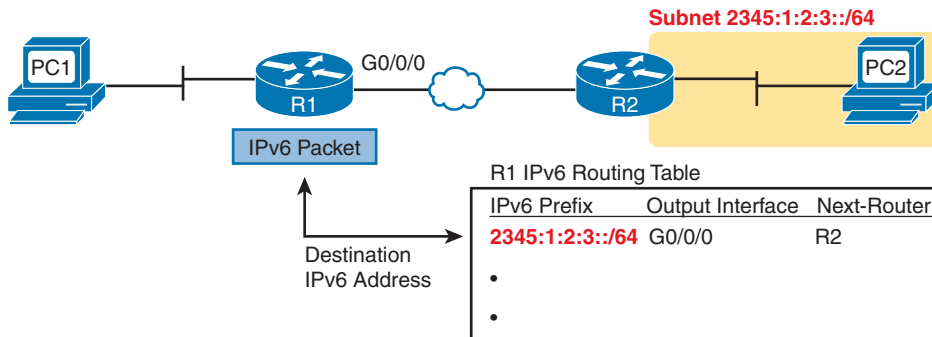 Subnet 2345:1:2:3::/64
PC1
G0/0/0
R1
R2
PC2
IPv6 Packet
R1 IPv6 Routing Table
IPv6 Prefix Output Interface Next-Router
2345:1:2:3::/64 G0/0/0 R2
Destination
IPv6 Address
•
•